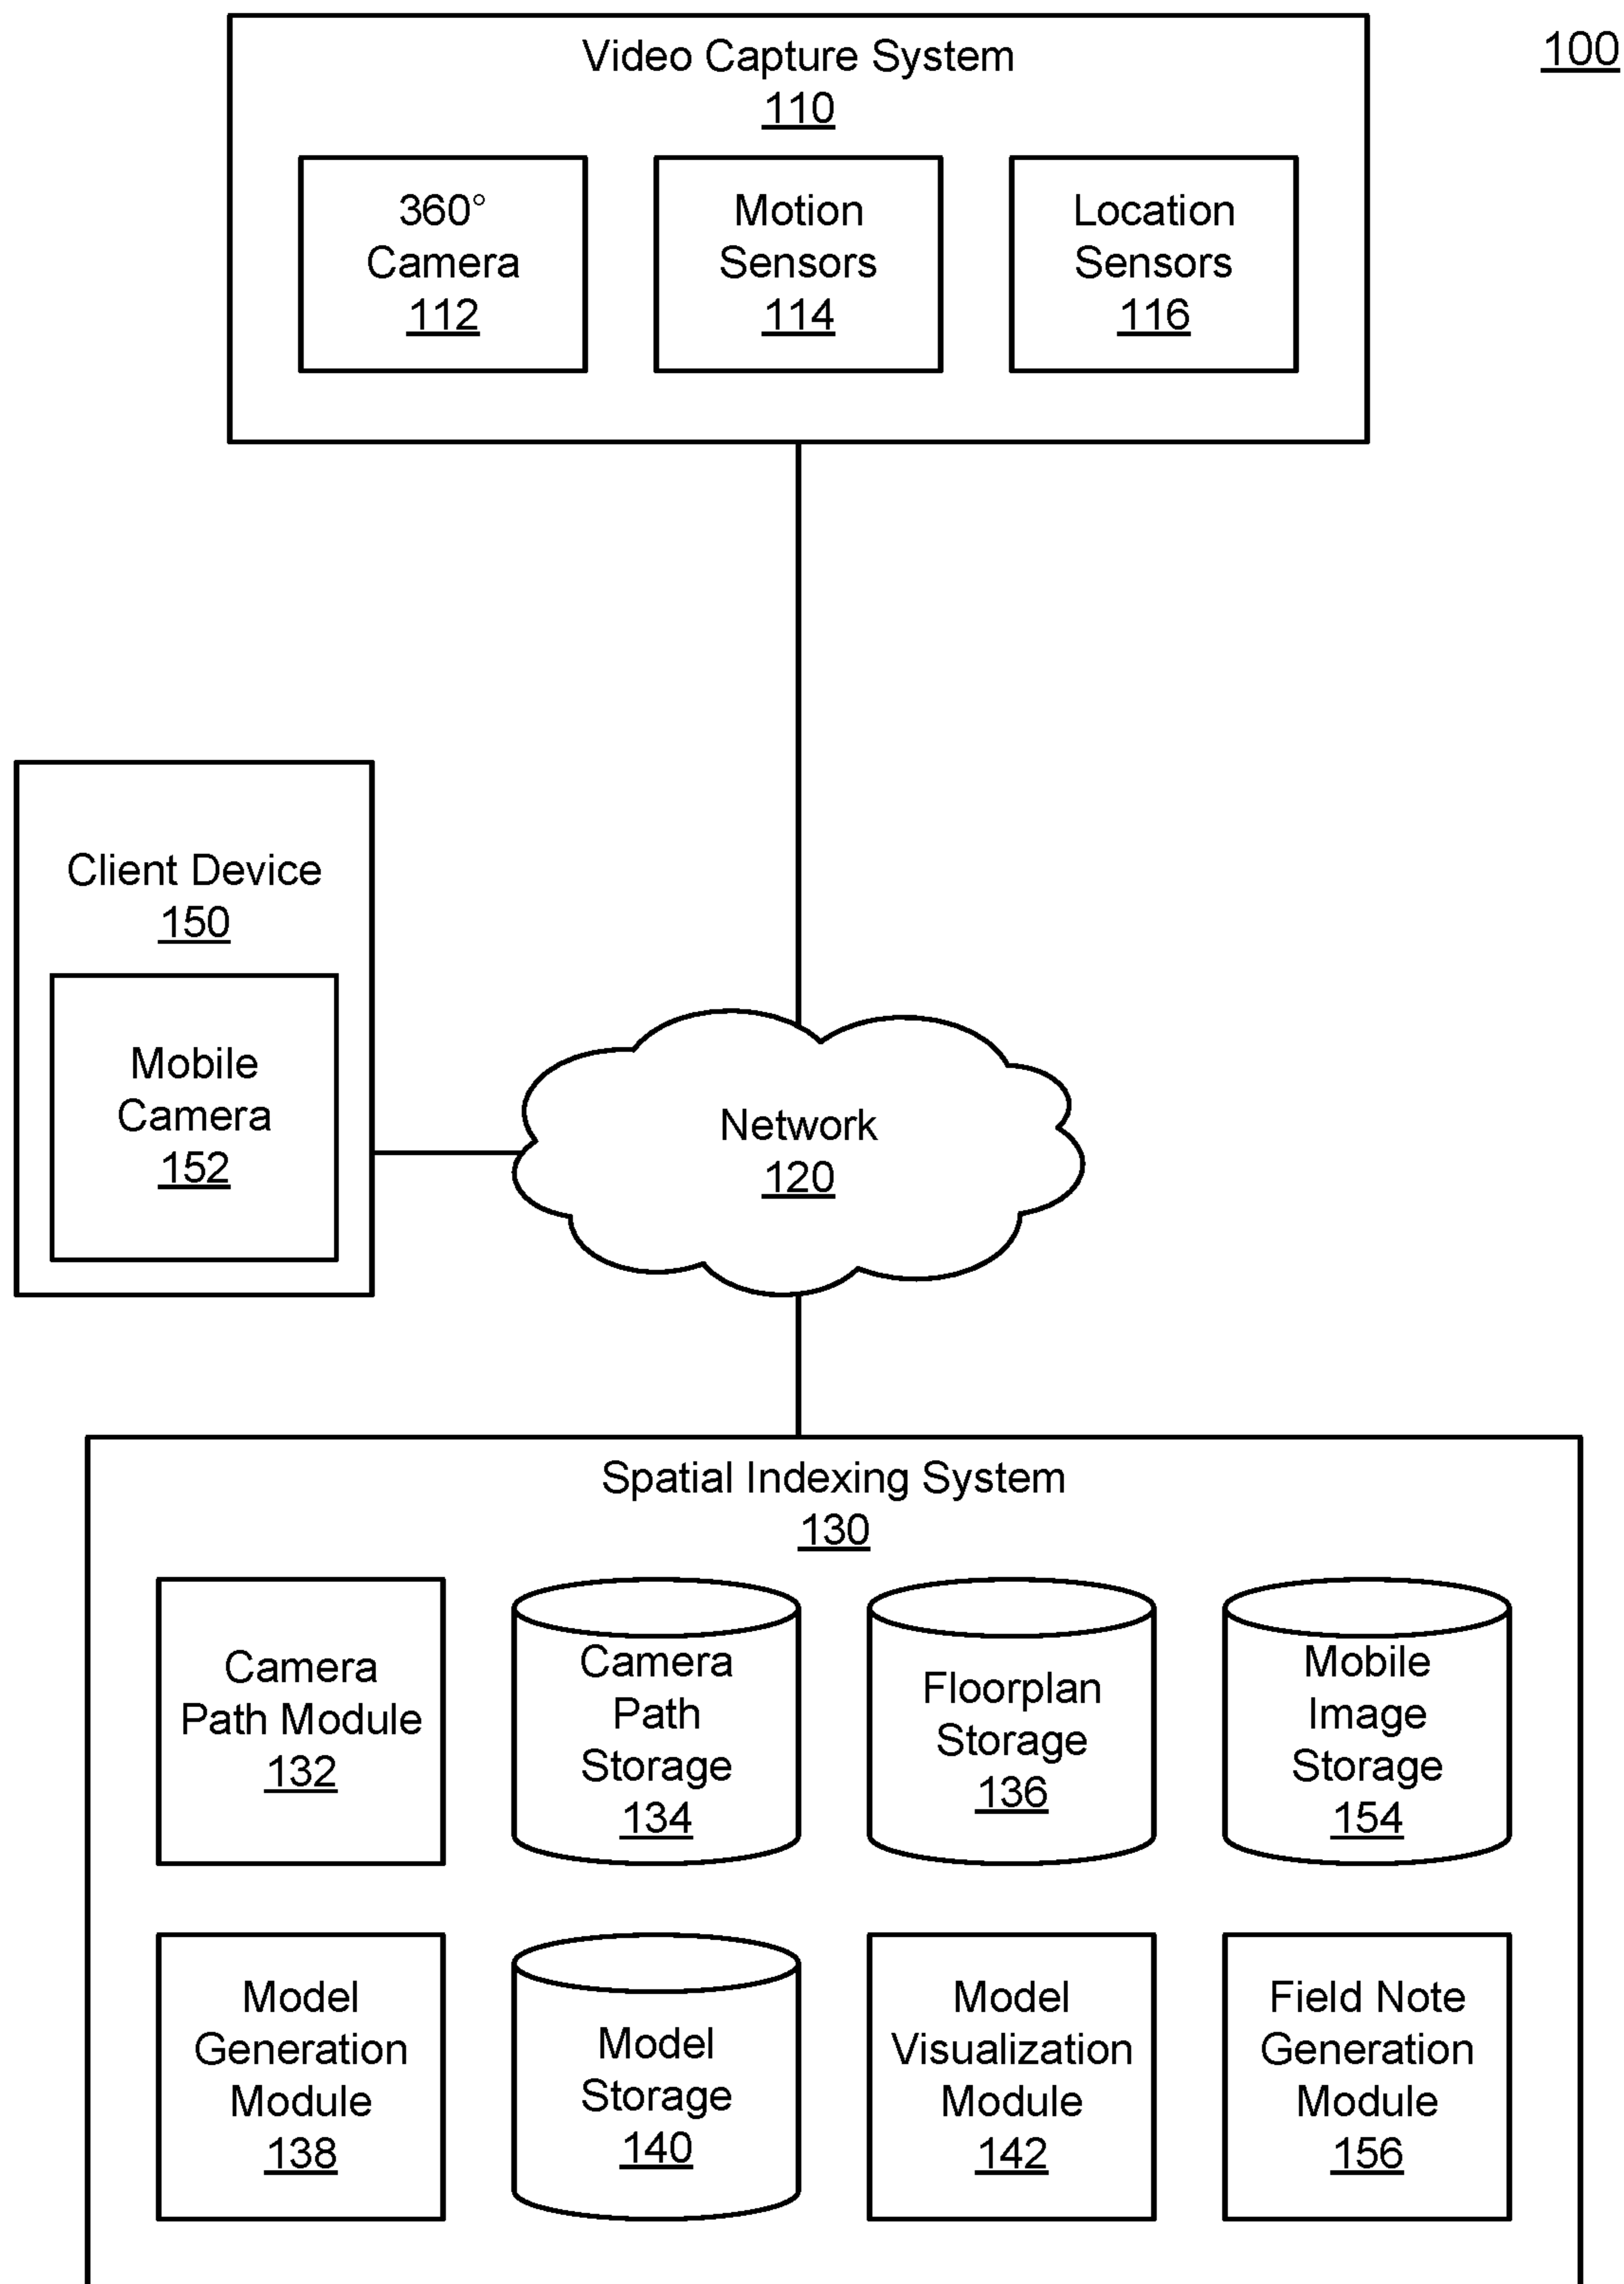 100
Video Capture System
110
360°
Camera
112
Motion
Sensors
114
Location
Sensors
116
Client Device
150
Mobile
Camera
152
Network
120
Spatial Indexing System
130
Camera
Path Module
132
Camera
Path
Storage
134
Floorplan
Storage
136
Mobile
Image
Storage
154
Model
Generation
Module
138
Model
Storage
140
Model
Visualization
Module
142
Field Note
Generation
Module
156